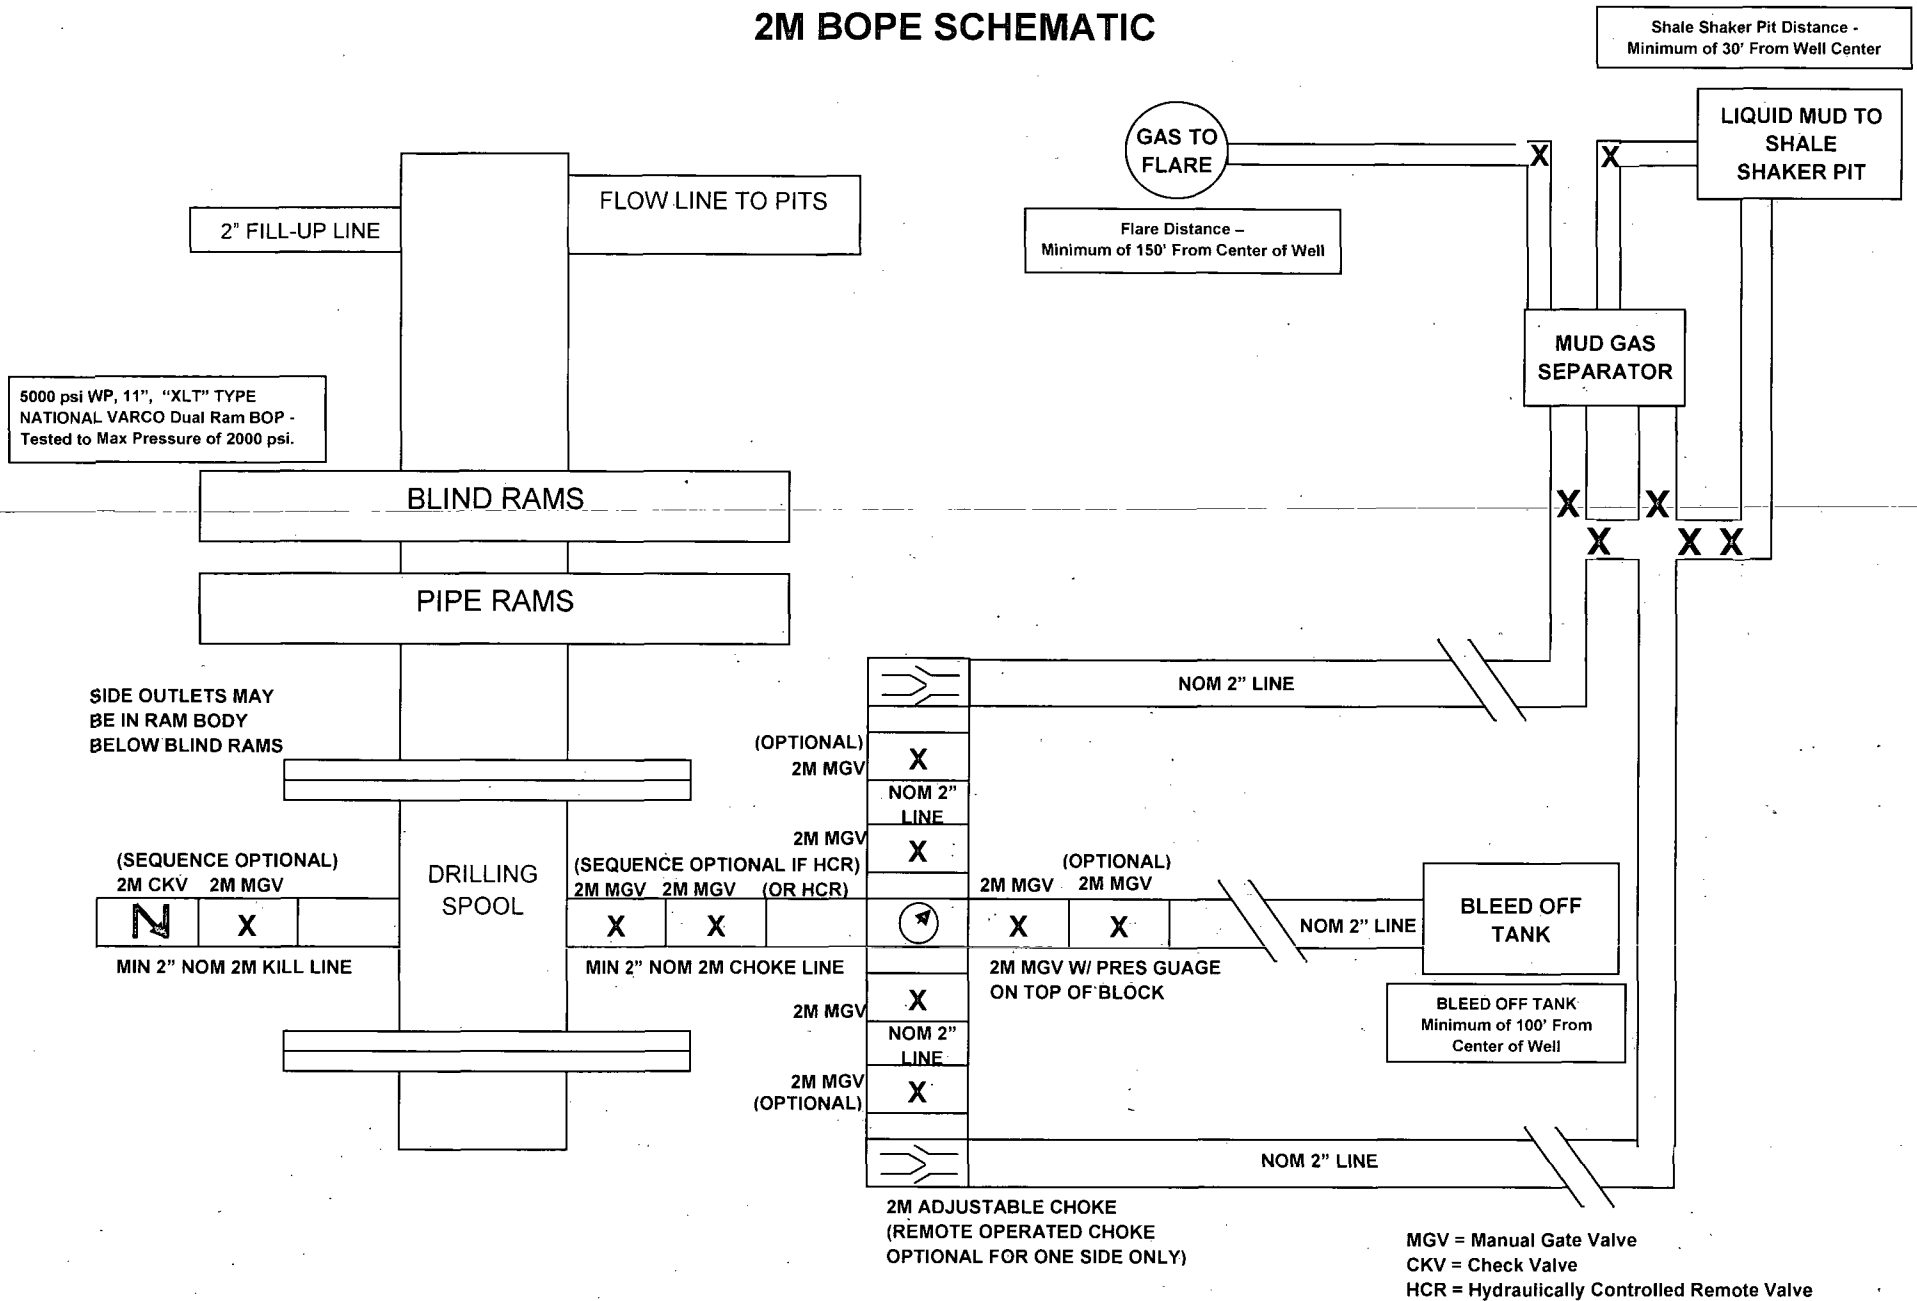 2M BOPE SCHEMATIC
Shale Shaker Pit Distance -
Minimum of 30' From Well Center
LIQUID MUD TO
SHALE
SHAKER PIT
GAS TO
FLARE
Flare Distance –
Minimum of 150' From Center of Well
FLOW LINE TO PITS
2" FILL-UP LINE
MUD GAS
SEPARATOR
5000 psi WP, 11", "XLT" TYPE
NATIONAL VARCO Dual Ram BOP -
Tested to Max Pressure of 2000 psi.
BLIND RAMS
PIPE RAMS
SIDE OUTLETS MAY
BE IN RAM BODY
BELOW BLIND RAMS
NOM 2" LINE
(OPTIONAL)
2M MGV
X
NOM 2"
LINE
2M MGV
X
(SEQUENCE OPTIONAL)
2M CKV 2M MGV
X
MIN 2" NOM 2M KILL LINE
DRILLING
SPOOL
(SEQUENCE OPTIONAL IF HCR)
2M MGV 2M MGV (OR HCR)
X X
MIN 2" NOM 2M CHOKE LINE
(OPTIONAL)
2M MGV 2M MGV
X X
2M MGV W/ PRES GUAGE
ON TOP OF BLOCK
NOM 2" LINE
BLEED OFF
TANK
BLEED OFF TANK
Minimum of 100' From
Center of Well
2M MGV
X
NOM 2"
LINE
2M MGV
(OPTIONAL)
X
NOM 2" LINE
2M ADJUSTABLE CHOKE
(REMOTE OPERATED CHOKE
OPTIONAL FOR ONE SIDE ONLY)
MGV = Manual Gate Valve
CKV = Check Valve
HCR = Hydraulically Controlled Remote Valve